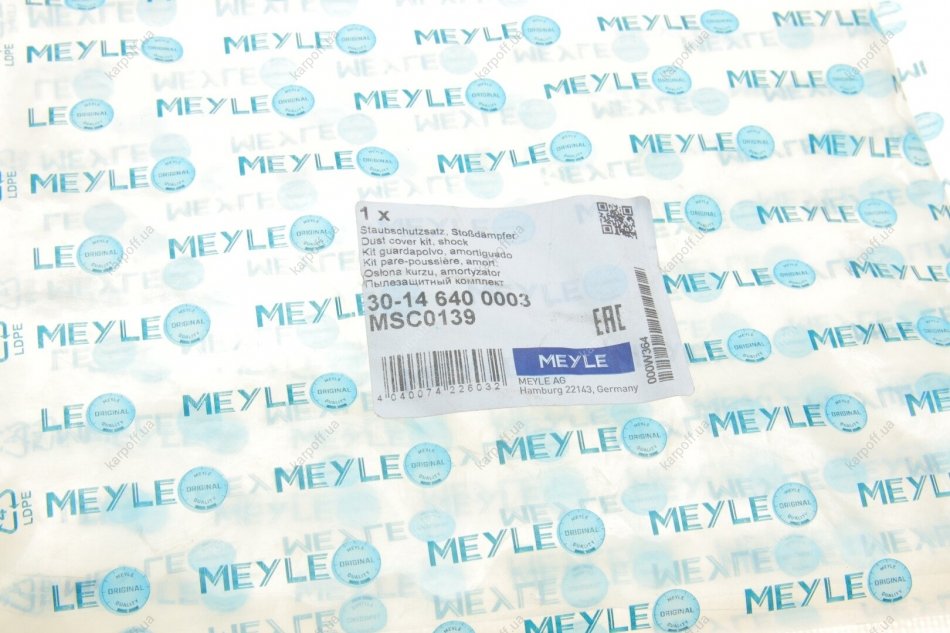 1 x
Staubschutzsatz, Stoßdämpfer
Dust cover kit, shock
Kit guardapolvo, amortiguado
Kit pare-poussière, amort.
Osłona kurzu, amortyzator
Пылезащитный комплект
30-14 640 0003
MSC0139
EAC
MEYLE
MEYLE AG
Hamburg 22143, Germany
4 040074 226032
000W364
MEYLE
MEYLE
ORIGINAL
QUALITY
LDPE
karpoff.ua